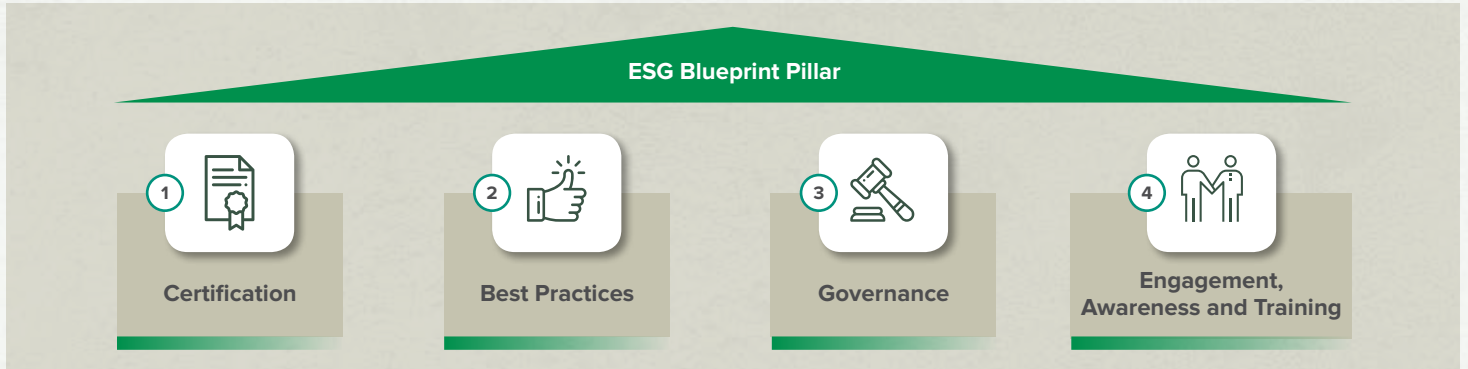 ESG Blueprint Pillar
1
2
3
4
Certification
Best Practices
Governance
Engagement,
Awareness and Training